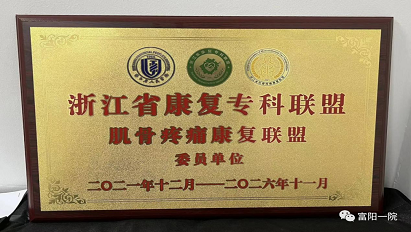 浙江省康复专科联盟
肌骨疼痛康复联盟
委员单位
二〇二一年十二月——二〇二六年十一月
富阳一院